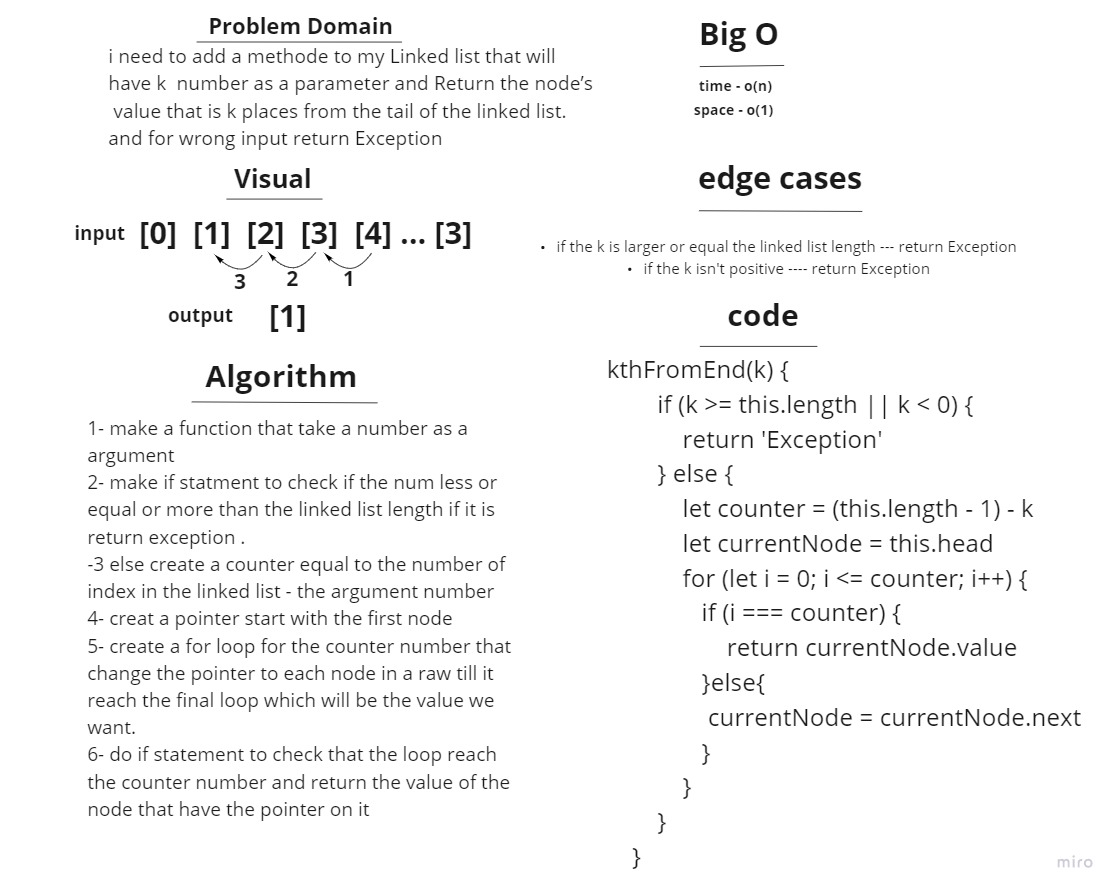 Problem Domain
i need to add a methode to my Linked list that will
have k number as a parameter and Return the node's
value that is k places from the tail of the linked list.
and for wrong input return Exception
Visual
input [0] [1] [2] [3] [4] ... [3]
3 2 1
output [1]
Algorithm
1- make a function that take a number as a
argument
2- make if statment to check if the num less or
equal or more than the linked list length if it is
return exception .
-3 else create a counter equal to the number of
index in the linked list - the argument number
4- creat a pointer start with the first node
5- create a for loop for the counter number that
change the pointer to each node in a raw till it
reach the final loop which will be the value we
want.
6- do if statement to check that the loop reach
the counter number and return the value of the
node that have the pointer on it
Big O
time - o(n)
space - o(1)
edge cases
• if the k is larger or equal the linked list length --- return Exception
• if the k isn't positive ---- return Exception
code
kthFromEnd(k) {
if (k >= this.length || k < 0) {
return 'Exception'
} else {
let counter = (this.length - 1) - k
let currentNode = this.head
for (let i = 0; i <= counter; i++) {
if (i === counter) {
return currentNode.value
}else{
currentNode = currentNode.next
}
}
}
}
miro